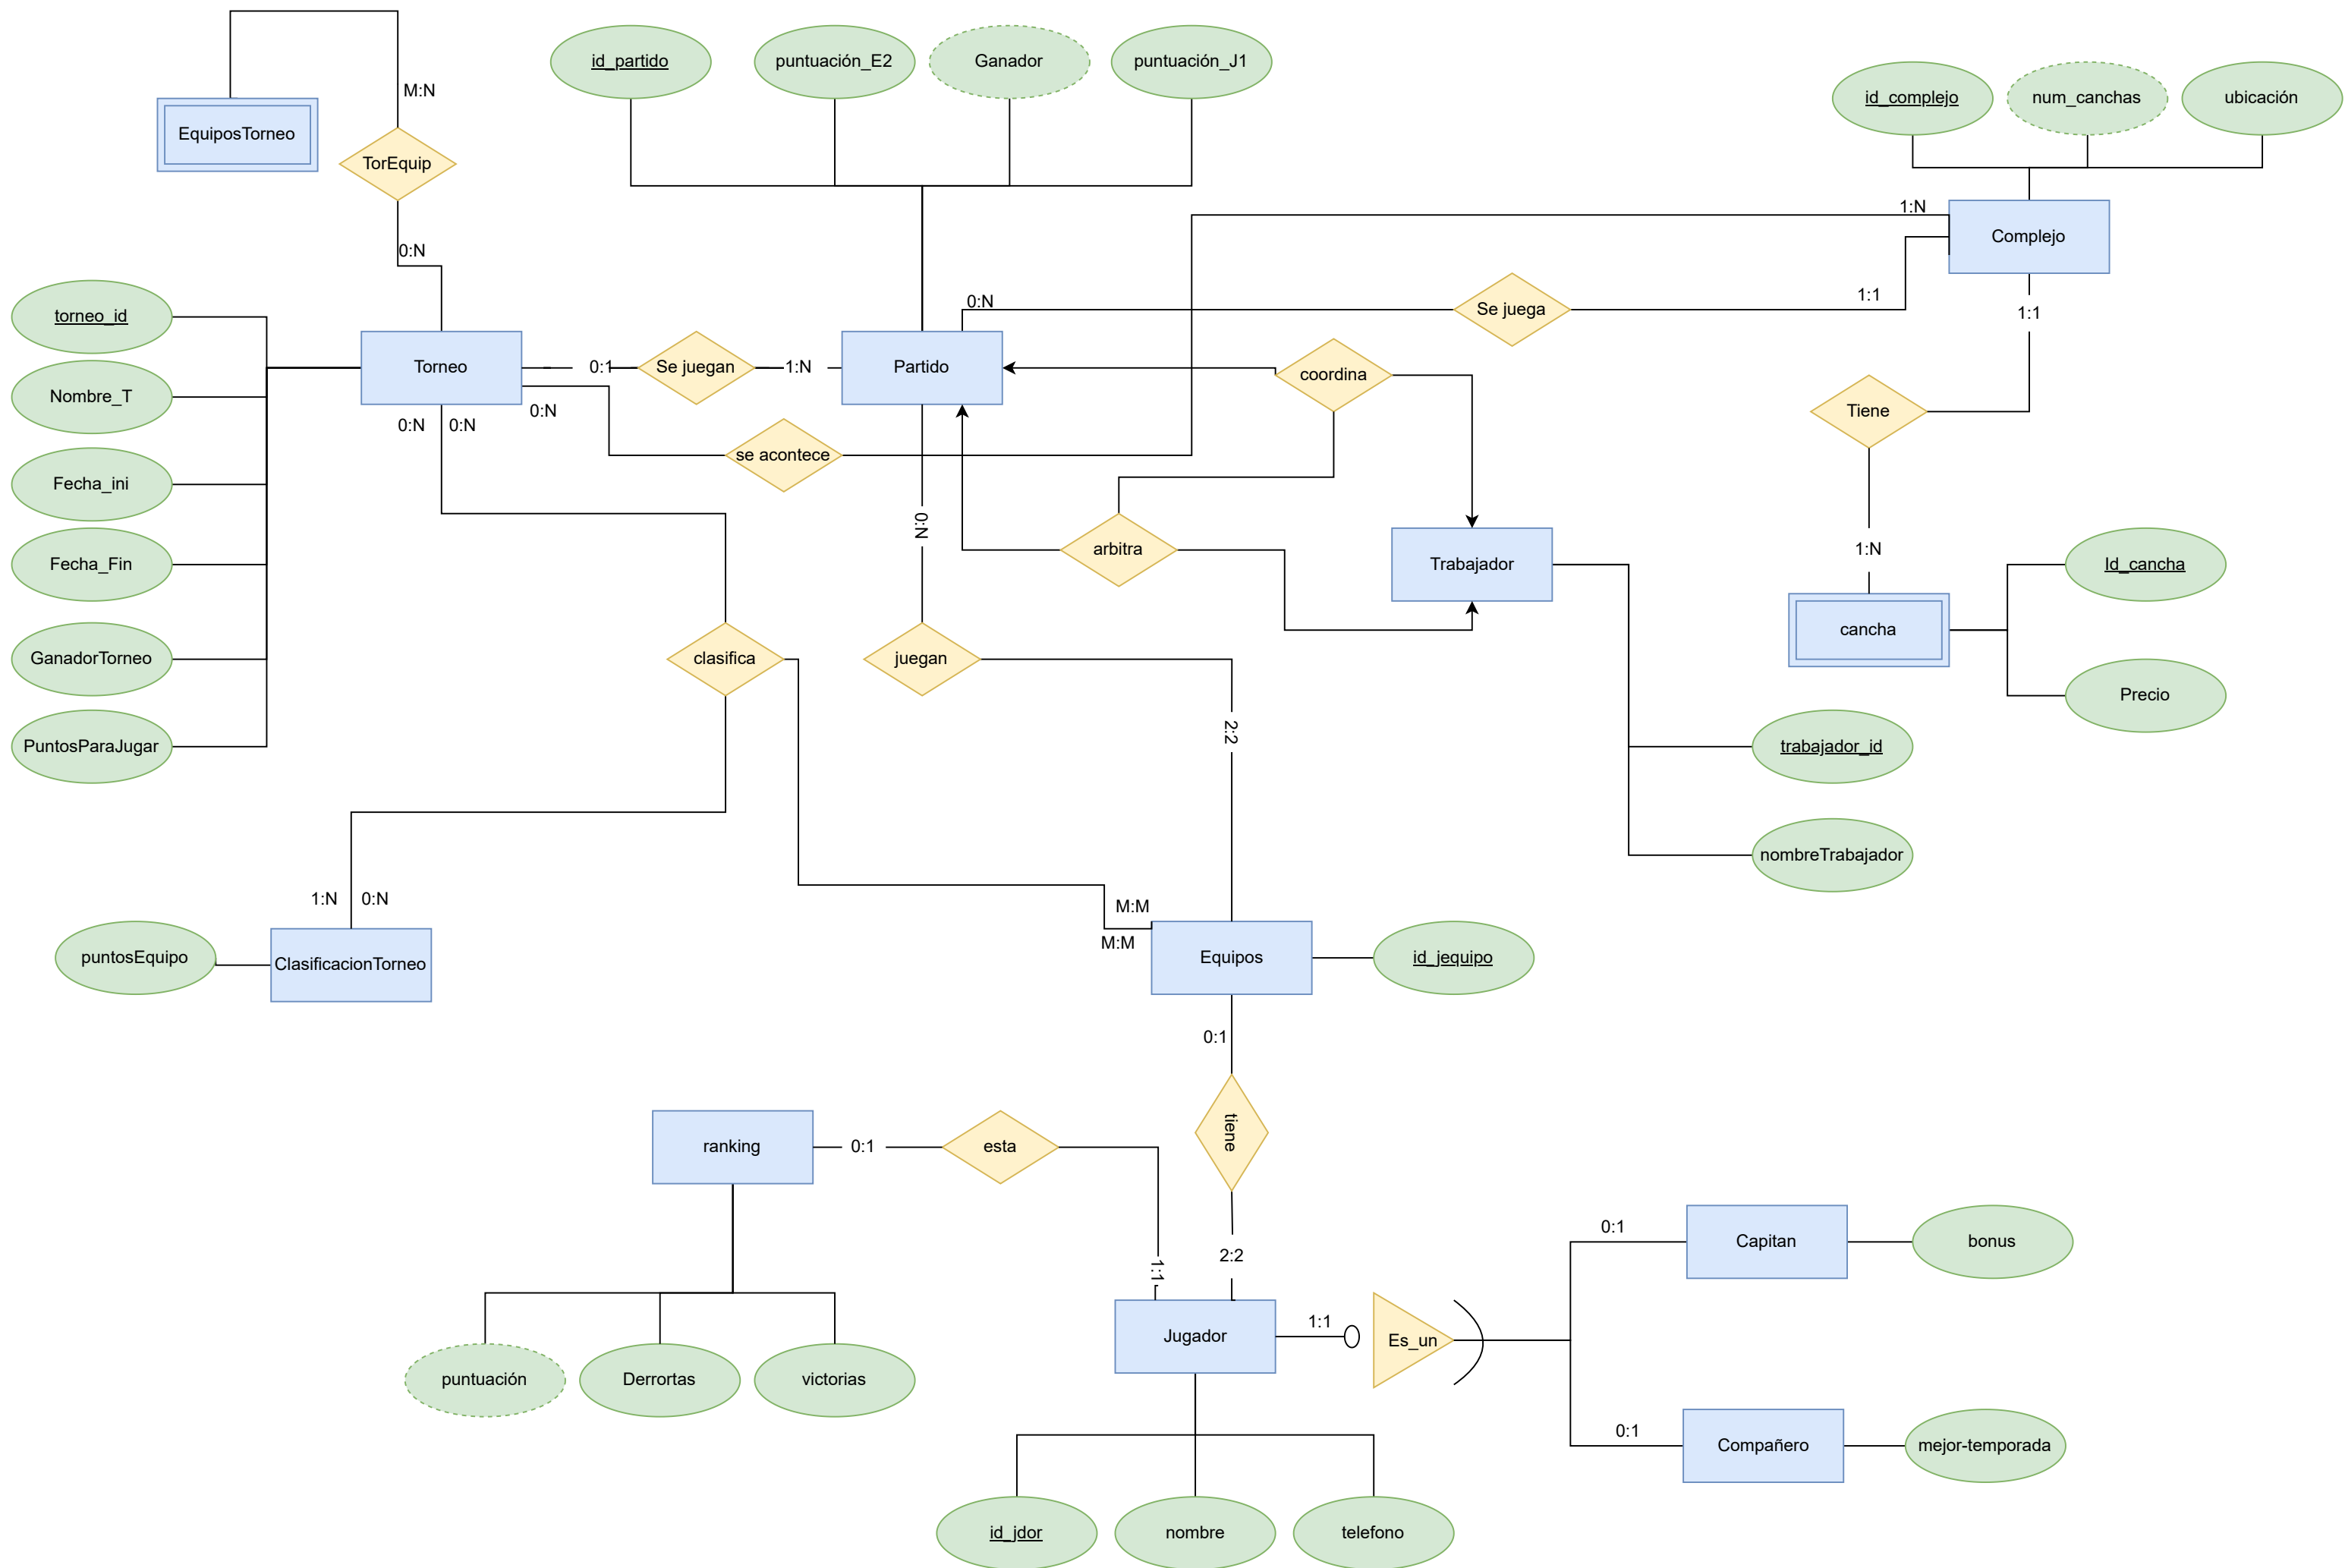 id_partido
puntuación_E2
Ganador
puntuación_J1
M:N
EquiposTorneo
TorEquip
id_complejo
num_canchas
ubicación
1:N
Complejo
0:N
torneo_id
0:N
Se juega
1:1
1:1
Torneo
0:1
Se juegan
1:N
Partido
coordina
Nombre_T
0:N
Tiene
0:N
0:N
se acontece
Fecha_ini
0:N
arbitra
1:N
Fecha_Fin
Trabajador
Id_cancha
cancha
GanadorTorneo
clasifica
juegan
Precio
2:2
PuntosParaJugar
trabajador_id
nombreTrabajador
1:N
0:N
M:M
M:M
puntosEquipo
ClasificacionTorneo
Equipos
id_jequipo
0:1
ranking
0:1
esta
tiene
0:1
Capitan
bonus
2:2
1:1
1:1
Jugador
Es_un
puntuación
Derrortas
victorias
0:1
Compañero
mejor-temporada
id_jdor
nombre
telefono